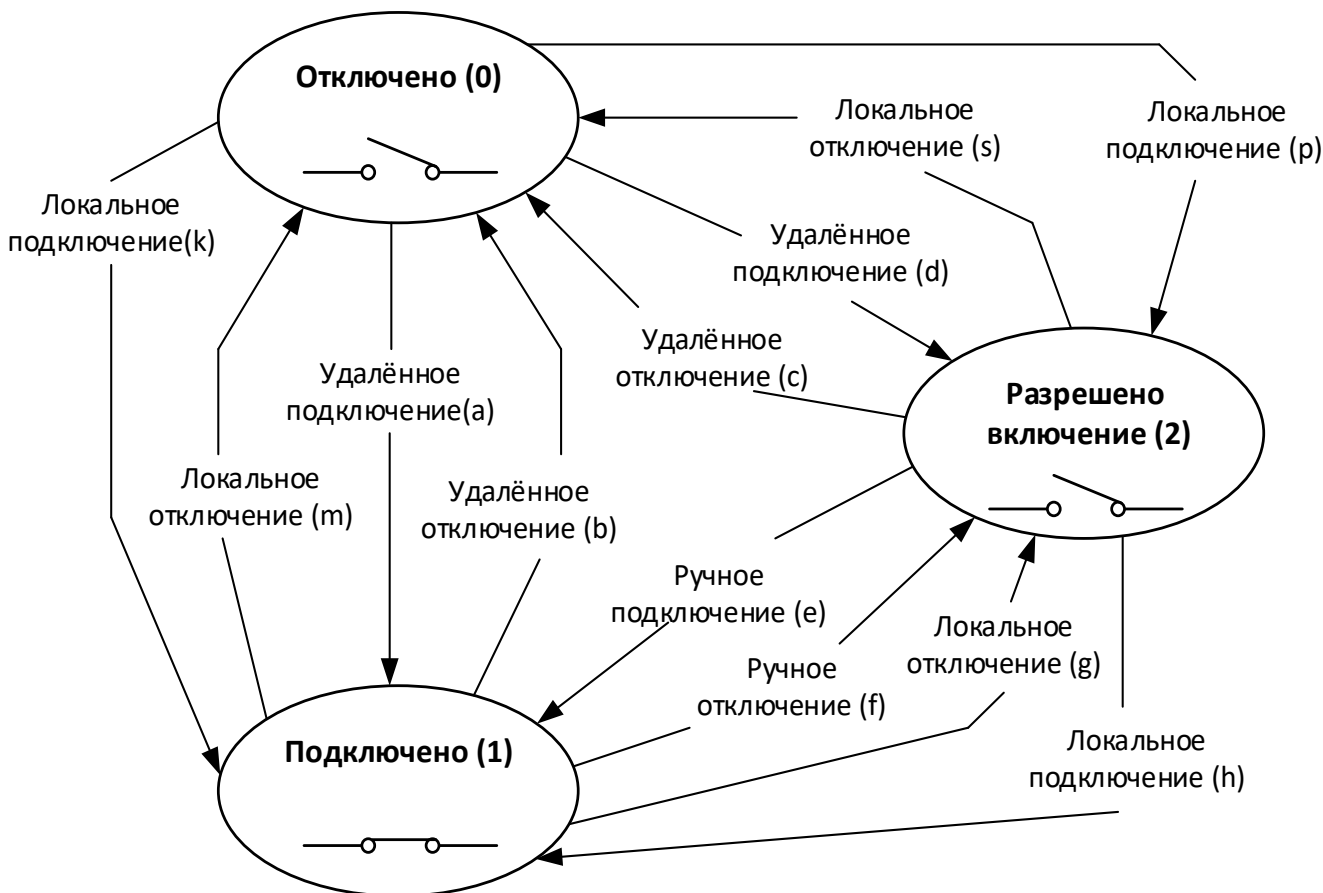 Отключено (0)
Локальное
отключение (s)
Локальное
подключение (p)
Локальное
подключение(k)
Удалённое
подключение (d)
Удалённое
отключение (c)
Удалённое
подключение(a)
Разрешено
включение (2)
Локальное
отключение (m)
Удалённое
отключение (b)
Ручное
подключение (e)
Локальное
отключение (g)
Ручное
отключение (f)
Подключено (1)
Локальное
подключение (h)